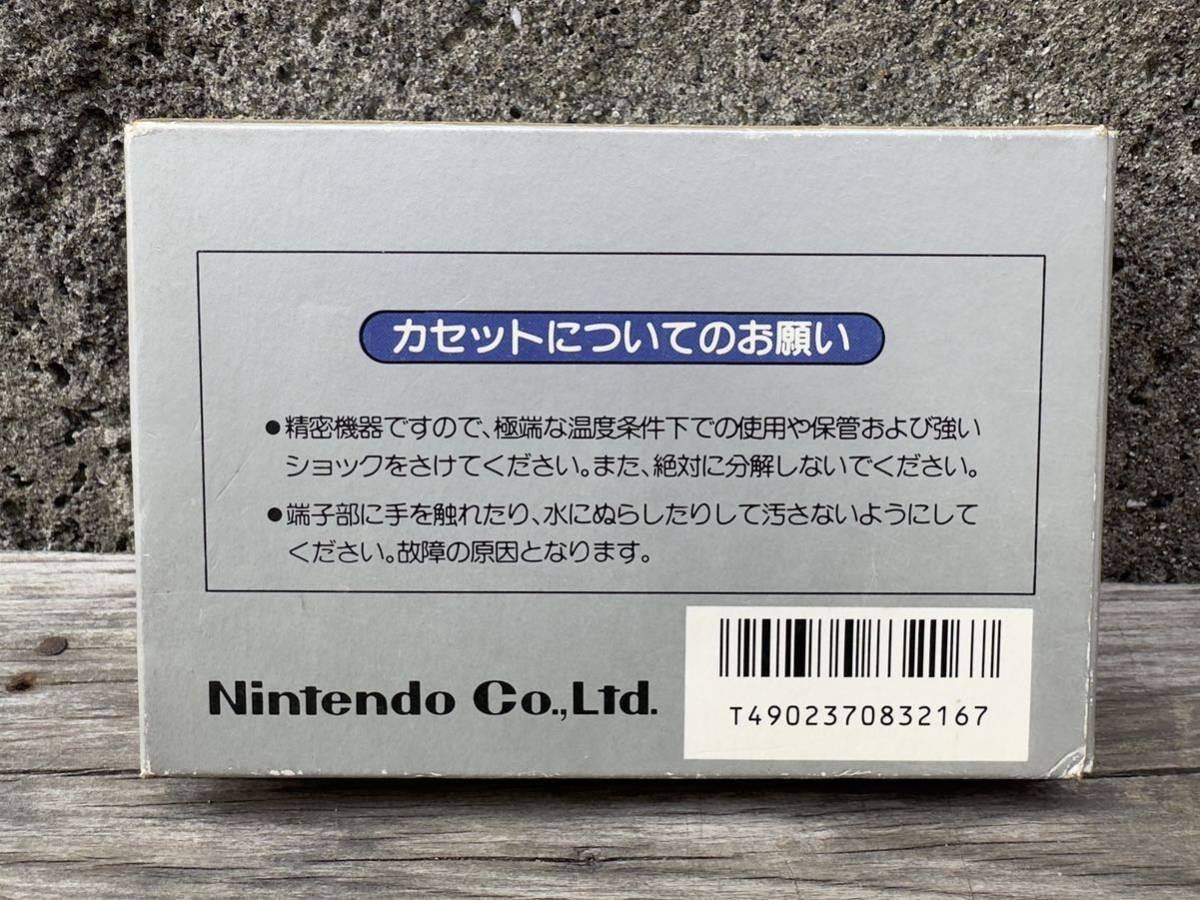 カセットについてのお願い
●精密機器ですので、極端な温度条件下での使用や保管および強い
ショックをさけてください。また、絶対に分解しないでください。
●端子部に手を触れたり、水にぬらしたりして汚さないようにして
ください。故障の原因となります。
Nintendo Co.,Ltd.
T4902370832167